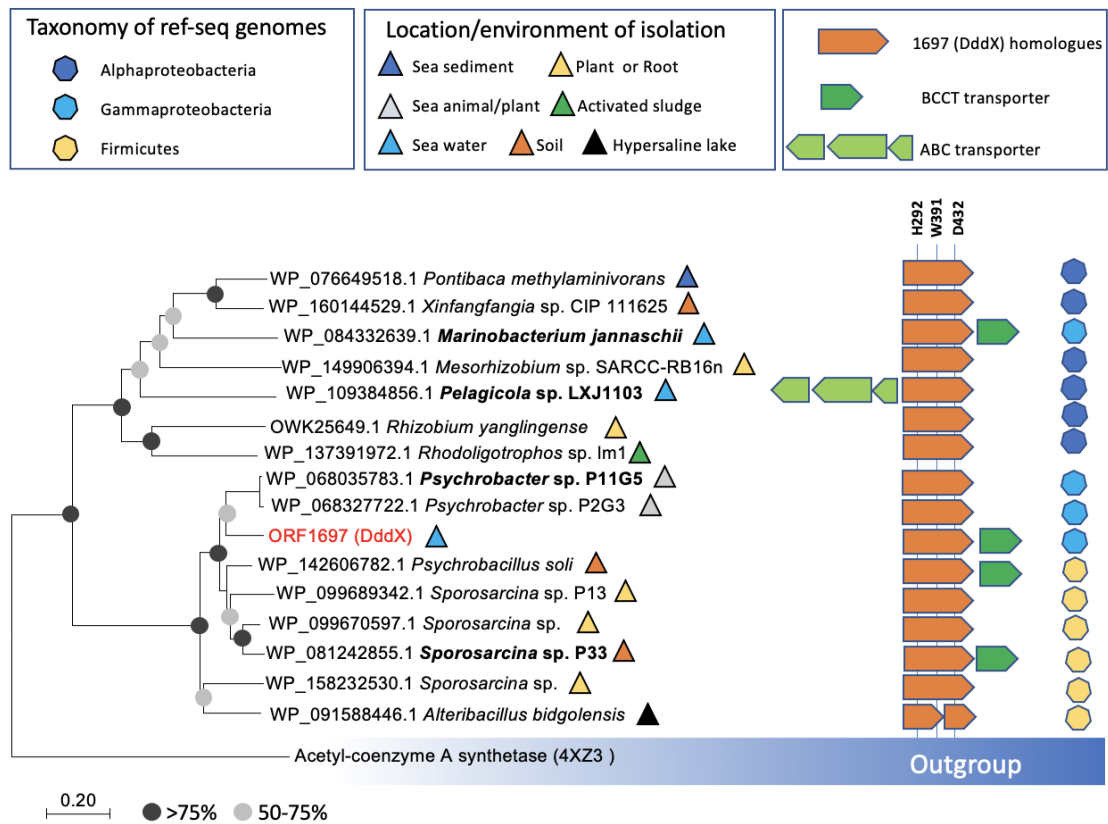 Taxonomy of ref-seq genomes
Alphaproteobacteria
Gammaproteobacteria
Firmicutes
Location/environment of isolation
Sea sediment Plant or Root
Sea animal/plant Activated sludge
Sea water Soil Hypersaline lake
1697 (DddX) homologues
BCCT transporter
ABC transporter
H292
W391
D432
WP_076649518.1 Pontibaca methylaminivorans
WP_160144529.1 Xinfangfangia sp. CIP 111625
WP_084332639.1 Marinobacterium jannaschii
WP_149906394.1 Mesorhizobium sp. SARCC-RB16n
WP_109384856.1 Pelagicola sp. LXJ1103
OWK25649.1 Rhizobium yanglingense
WP_137391972.1 Rhodoligotrophos sp. lm1
WP_068035783.1 Psychrobacter sp. P11G5
WP_068327722.1 Psychrobacter sp. P2G3
ORF1697 (DddX)
WP_142606782.1 Psychrobacillus soli
WP_099689342.1 Sporosarcina sp. P13
WP_099670597.1 Sporosarcina sp.
WP_081242855.1 Sporosarcina sp. P33
WP_158232530.1 Sporosarcina sp.
WP_091588446.1 Alteribacillus bidgolensis
Acetyl-coenzyme A synthetase (4XZ3 )
Outgroup
0.20 >75% 50-75%